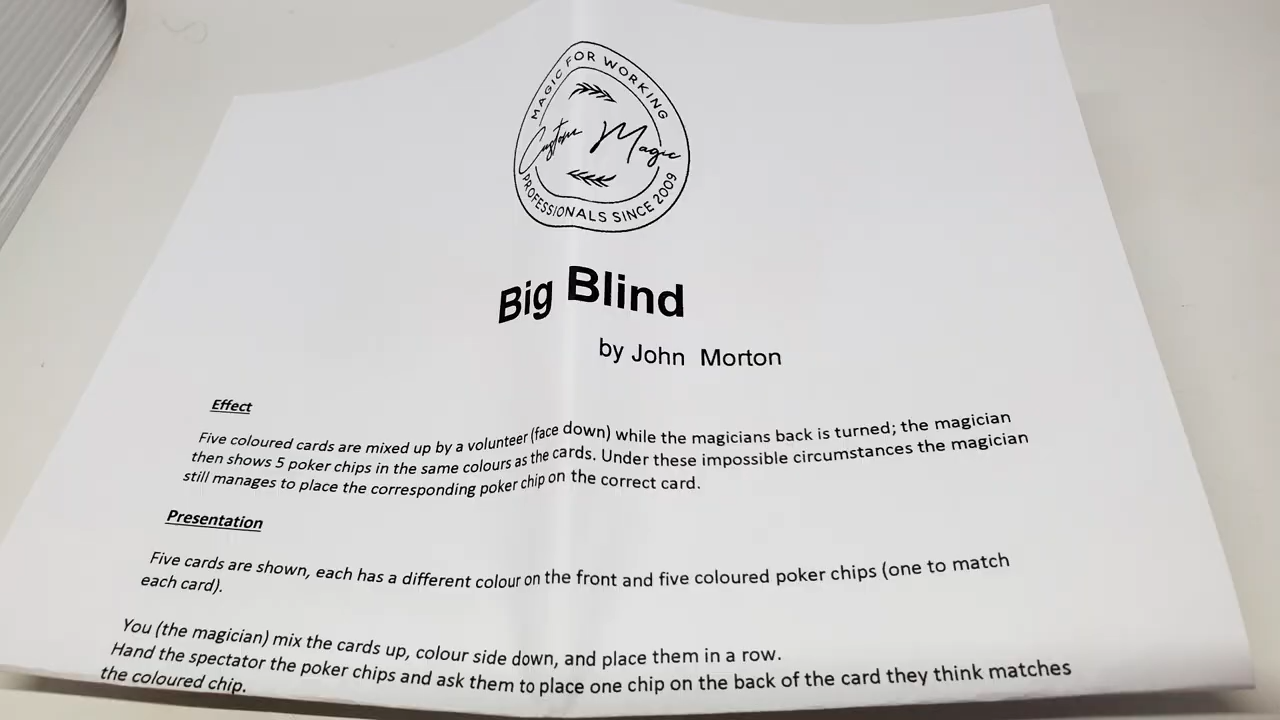 MAGIC FOR WORKING
Custom Magic
PROFESSIONALS SINCE 2009
Big Blind
by John Morton
Effect
Five coloured cards are mixed up by a volunteer (face down) while the magicians back is turned; the magician
then shows 5 poker chips in the same colours as the cards. Under these impossible circumstances the magician
still manages to place the corresponding poker chip on the correct card.
Presentation
Five cards are shown, each has a different colour on the front and five coloured poker chips (one to match
each card).
You (the magician) mix the cards up, colour side down, and place them in a row.
Hand the spectator the poker chips and ask them to place one chip on the back of the card they think matches
the coloured chip.